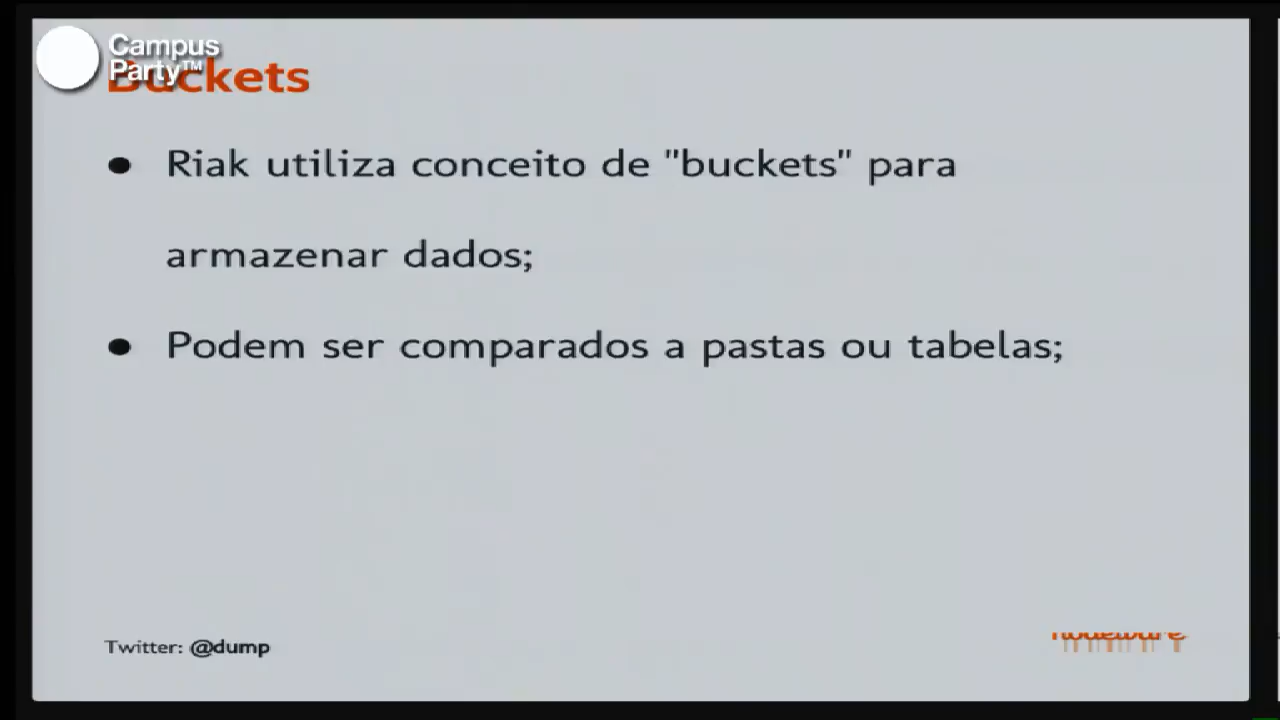 Campus
Party™
Buckets
● Riak utiliza conceito de "buckets" para
armazenar dados;
● Podem ser comparados a pastas ou tabelas;
Twitter: @dump